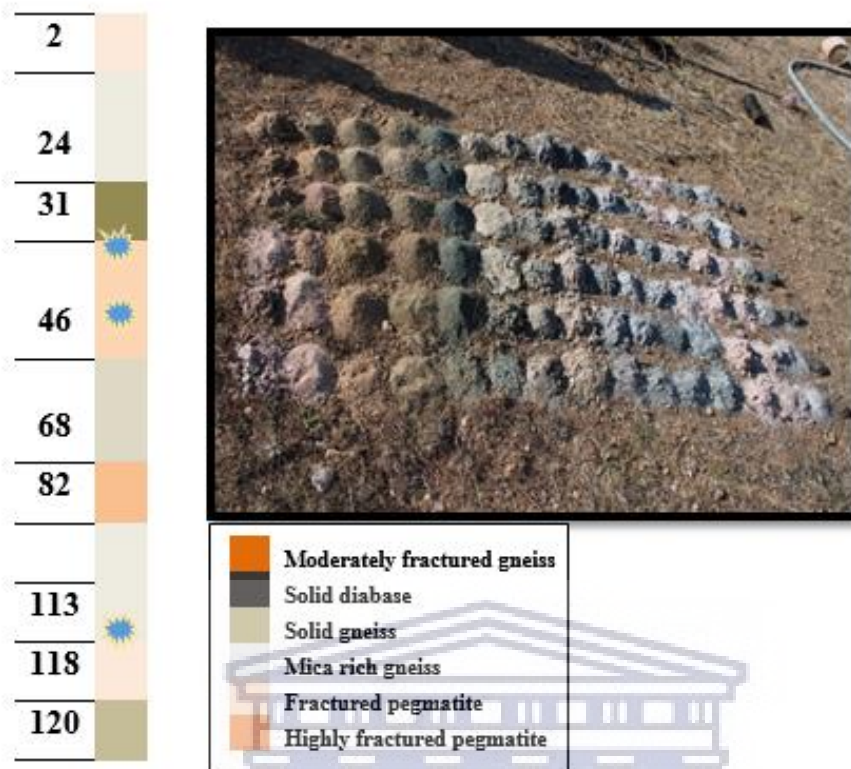 2
24
31
46
68
82
113
118
120
Moderately fractured gneiss
Solid diabase
Solid gneiss
Mica rich gneiss
Fractured pegmatite
Highly fractured pegmatite